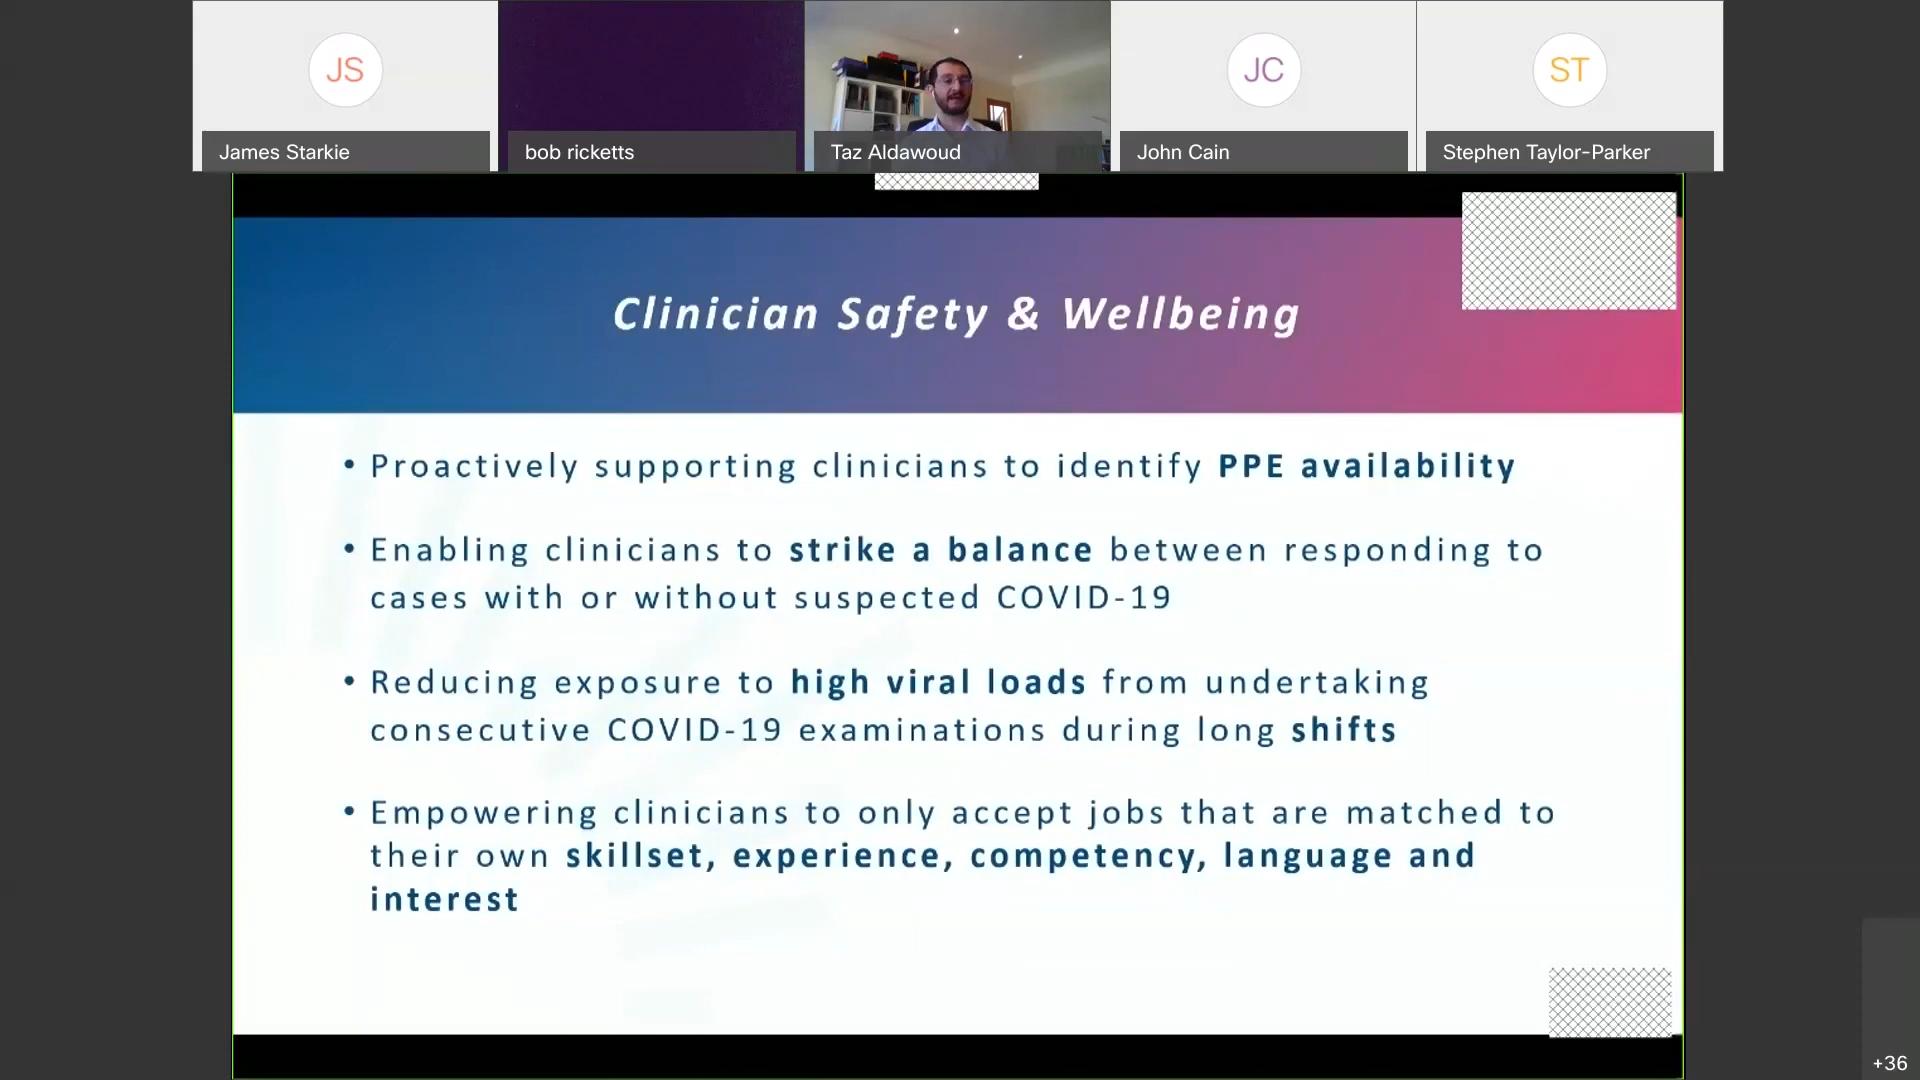 JS
James Starkie
bob ricketts
Taz Aldawoud
JC
John Cain
ST
Stephen Taylor-Parker
Clinician Safety & Wellbeing
• Proactively supporting clinicians to identify PPE availability
• Enabling clinicians to strike a balance between responding to
cases with or without suspected COVID-19
• Reducing exposure to high viral loads from undertaking
consecutive COVID-19 examinations during long shifts
• Empowering clinicians to only accept jobs that are matched to
their own skillset, experience, competency, language and
interest
+36